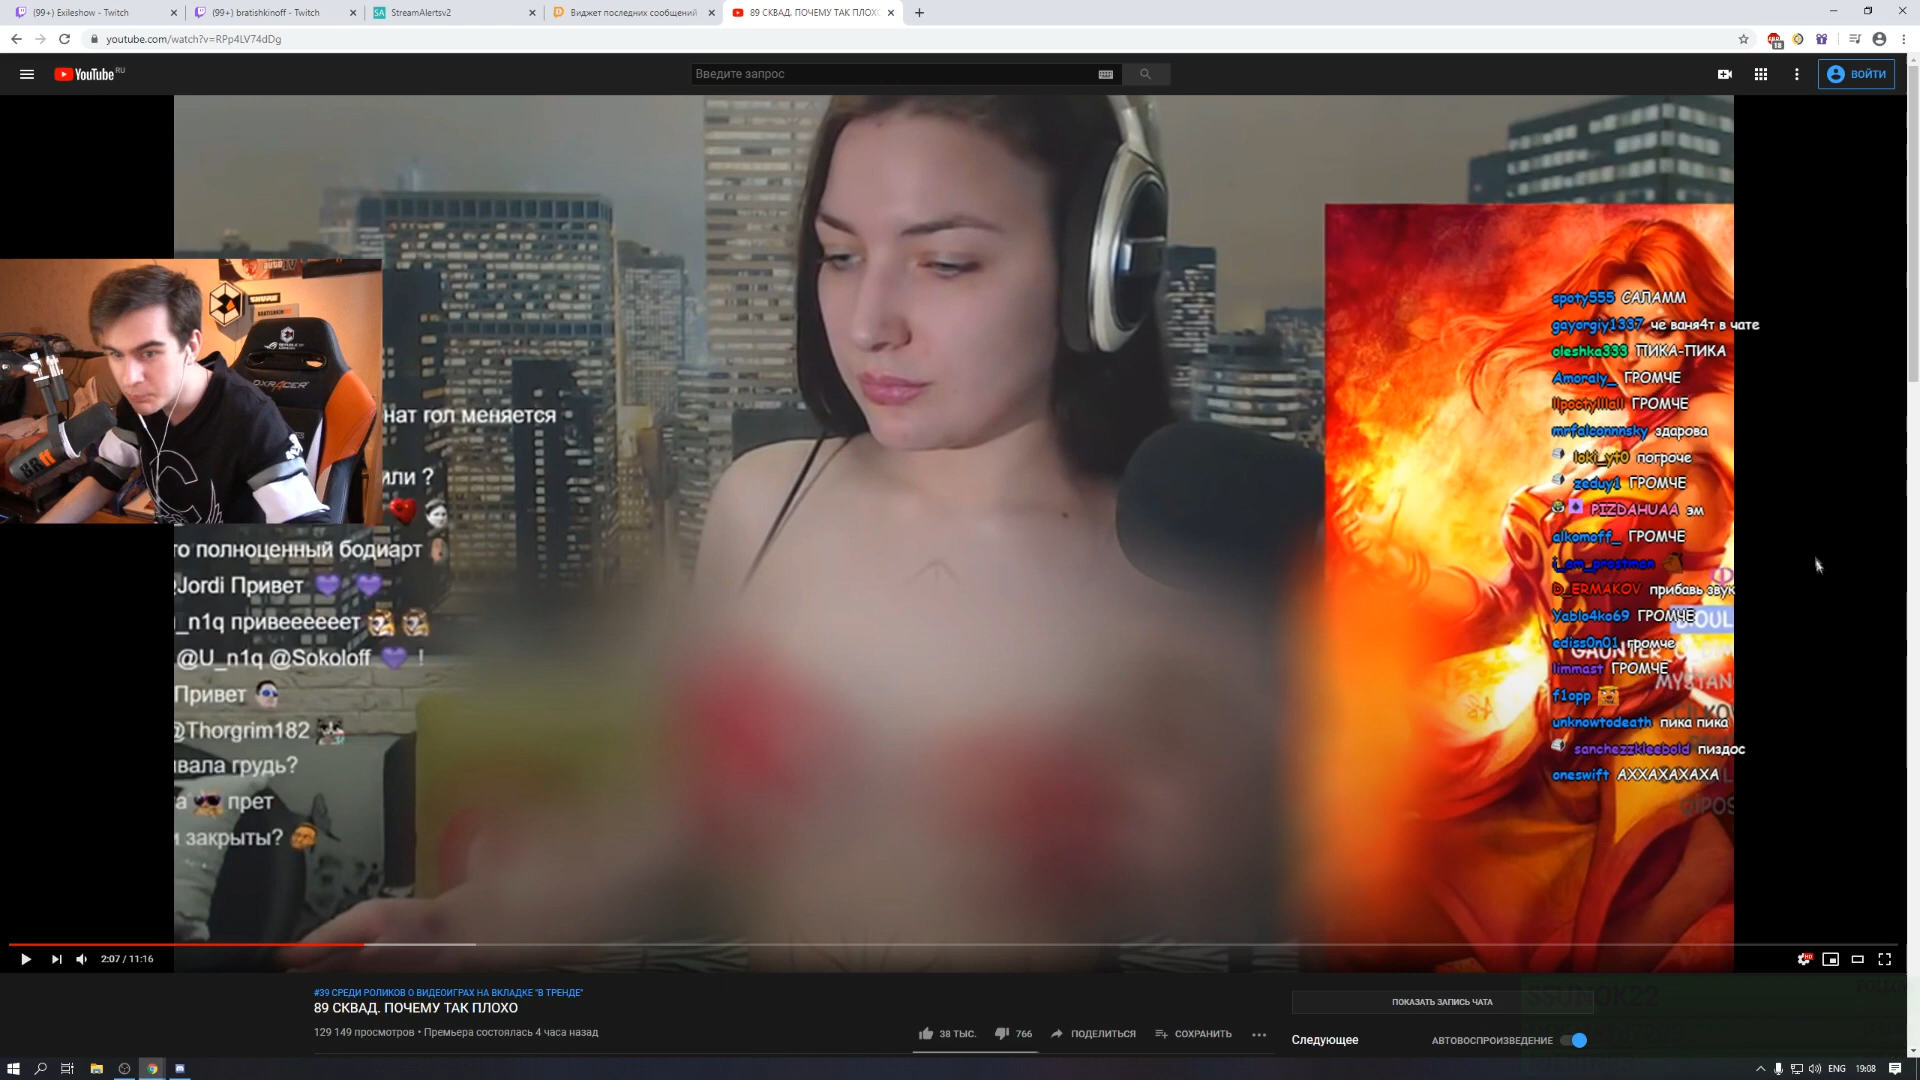 (99+) Exileshow - Twitch
(99+) bratishkinoff - Twitch
StreamAlertsv2
Виджет последних сообщений
89 СКВАД. ПОЧЕМУ ТАК ПЛОХО
youtube.com/watch?v=RPp4LV74dDg
YouTube RU
Введите запрос
ВОЙТИ
нат гол меняется
или ?
то полноценный бодиарт
@Jordi Привет
_n1q привеееееет
@U_n1q @Sokoloff !
Привет
@Thorgrim182
вала грудь?
а прет
и закрыты?
SHURE
DXRACER
spoty555 САЛАММ
gayorgiy1337 че ваня4т в чате
oleshka333 ПИКА-ПИКА
Amoraly_ ГРОМЧЕ
ГРОМЧЕ
mrfalconnnsky здарова
loki_yt0 погроче
zeduy1 ГРОМЧЕ
PIZDAHUAA эм
alkomoff_ ГРОМЧЕ
i_am_prostman
D_ERMAKOV прибавь звук
Yablo4ko69 ГРОМЧЕ
ediss0n01 громче
limmast ГРОМЧЕ
f1opp
unknowtodeath пика пика
sanchezzkleebold пиздос
oneswift АХХАХАХАХА
2:07 / 11:16
#39 СРЕДИ РОЛИКОВ О ВИДЕОИГРАХ НА ВКЛАДКЕ "В ТРЕНДЕ"
89 СКВАД. ПОЧЕМУ ТАК ПЛОХО
129 149 просмотров • Премьера состоялась 4 часа назад
38 ТЫС.
766
ПОДЕЛИТЬСЯ
СОХРАНИТЬ
ПОКАЗАТЬ ЗАПИСЬ ЧАТА
Следующее
АВТОВОСПРОИЗВЕДЕНИЕ
ENG
19:08